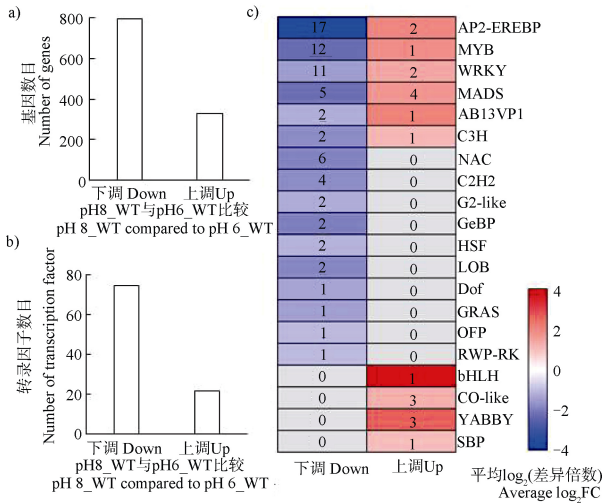 a)
基因数目
Number of genes
800
600
400
200
0
下调 Down 上调Up
pH8_WT与pH6_WT比较
pH 8_WT compared to pH 6_WT
b)
转录因子数目
Number of transcription factor
80
60
40
20
0
下调 Down 上调Up
pH8_WT与pH6_WT比较
pH 8_WT compared to pH 6_WT
c)
17 2 AP2-EREBP
12 1 MYB
11 2 WRKY
5 4 MADS
2 1 AB13VP1
2 1 C3H
6 0 NAC
4 0 C2H2
2 0 G2-like
2 0 GeBP
2 0 HSF
2 0 LOB
1 0 Dof
1 0 GRAS
1 0 OFP
1 0 RWP-RK
0 1 bHLH
0 3 CO-like
0 3 YABBY
0 1 SBP
下调 Down 上调Up
4
2
0
−2
−4
平均log2(差异倍数)
Average log2FC